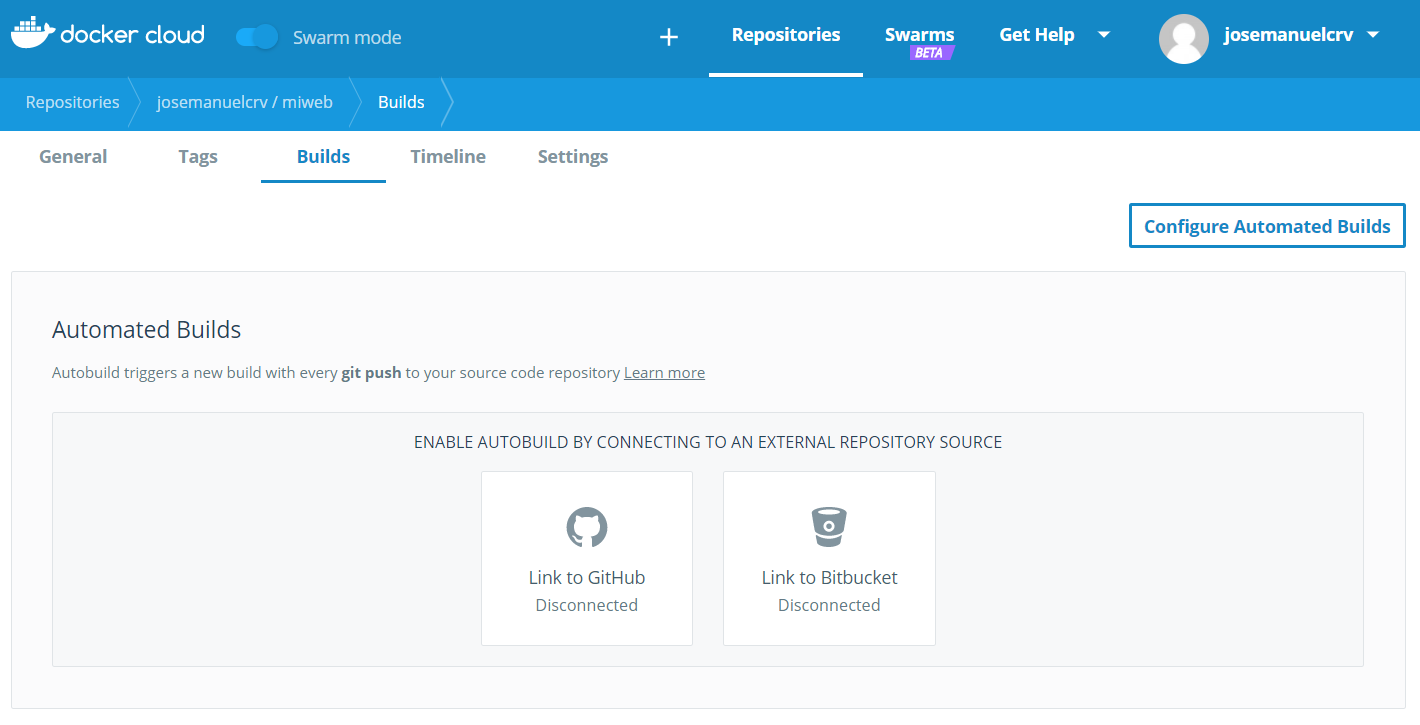 docker cloud Swarm mode + Repositories Swarms Get Help josemanuelcrv
BETA
Repositories josemanuelcrv / miweb Builds
General Tags Builds Timeline Settings
Configure Automated Builds
Automated Builds
Autobuild triggers a new build with every git push to your source code repository Learn more
ENABLE AUTOBUILD BY CONNECTING TO AN EXTERNAL REPOSITORY SOURCE
Link to GitHub Link to Bitbucket
Disconnected Disconnected